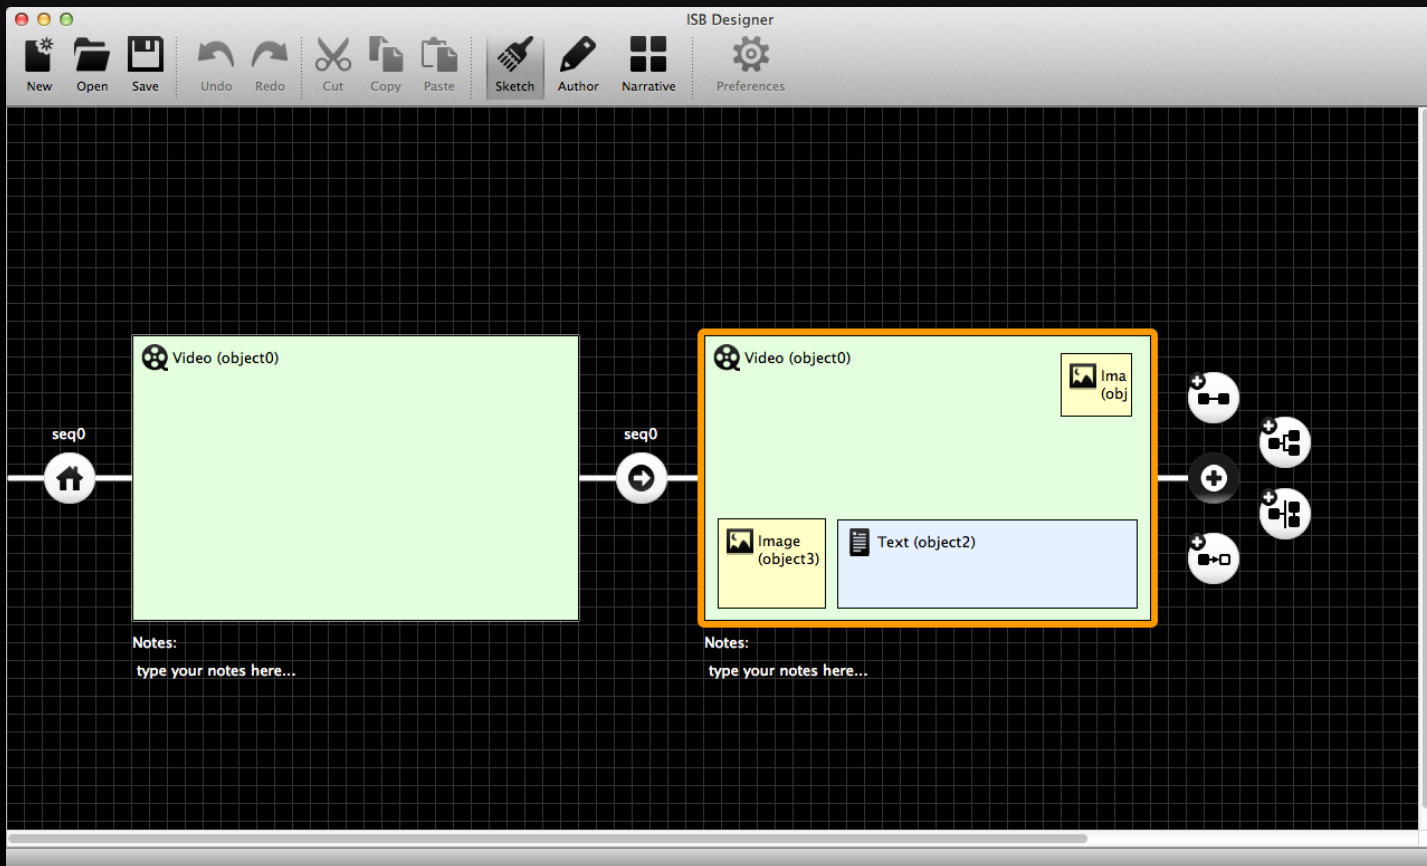 ISB Designer
New Open Save Undo Redo Cut Copy Paste Sketch Author Narrative Preferences
seq0
Video (object0)
Notes:
type your notes here...
seq0
Video (object0)
Ima
(obj
Image
(object3)
Text (object2)
Notes:
type your notes here...